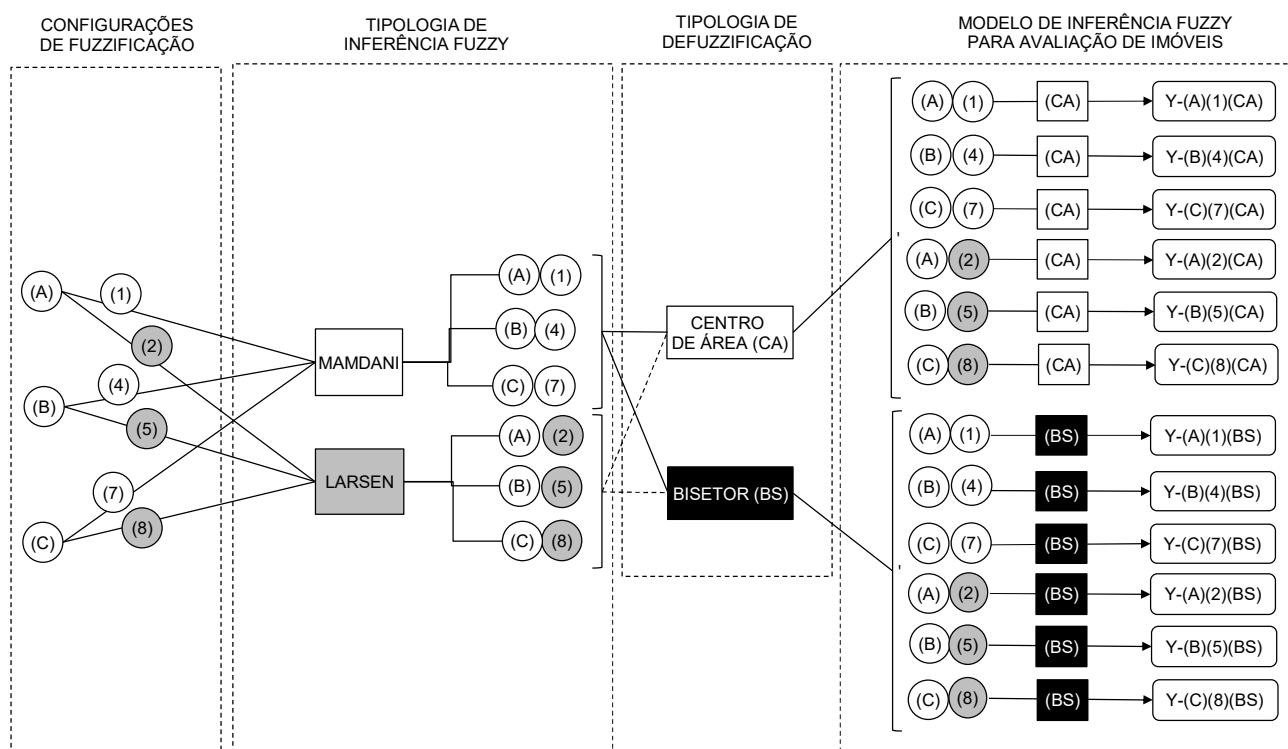 CONFIGURAÇÕES
DE FUZZIFICAÇÃO
TIPOLOGIA DE
INFERÊNCIA FUZZY
TIPOLOGIA DE
DEFUZZIFICAÇÃO
MODELO DE INFERÊNCIA FUZZY
PARA AVALIAÇÃO DE IMÓVEIS
(A)
(1)
(2)
(B)
(4)
(5)
(7)
(C)
(8)
MAMDANI
LARSEN
(A) (1)
(B) (4)
(C) (7)
(A) (2)
(B) (5)
(C) (8)
CENTRO
DE ÁREA (CA)
BISETOR (BS)
(A) (1) (CA) Y-(A)(1)(CA)
(B) (4) (CA) Y-(B)(4)(CA)
(C) (7) (CA) Y-(C)(7)(CA)
(A) (2) (CA) Y-(A)(2)(CA)
(B) (5) (CA) Y-(B)(5)(CA)
(C) (8) (CA) Y-(C)(8)(CA)
(A) (1) (BS) Y-(A)(1)(BS)
(B) (4) (BS) Y-(B)(4)(BS)
(C) (7) (BS) Y-(C)(7)(BS)
(A) (2) (BS) Y-(A)(2)(BS)
(B) (5) (BS) Y-(B)(5)(BS)
(C) (8) (BS) Y-(C)(8)(BS)